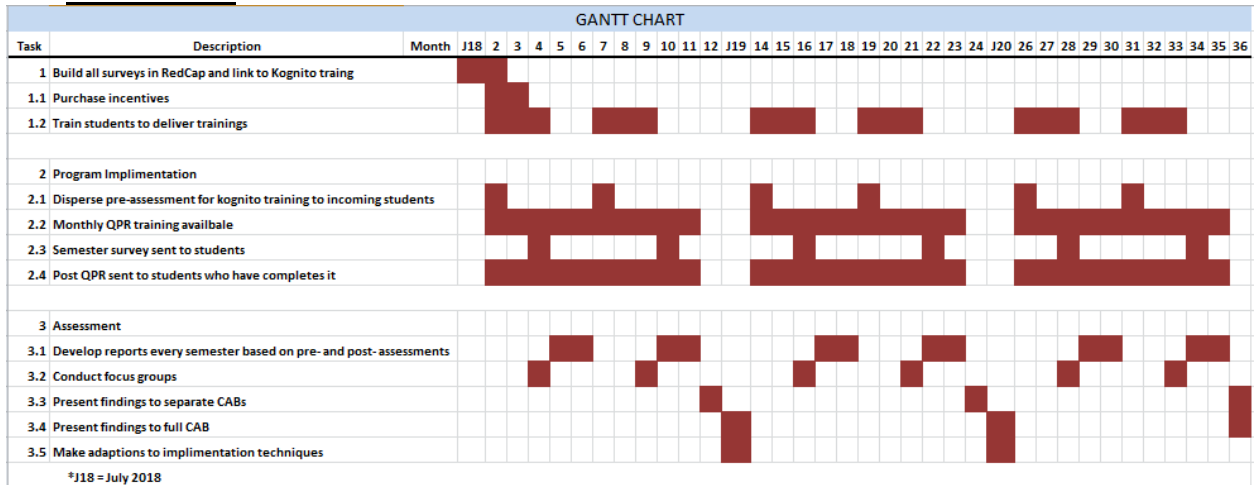 GANTT CHART
Task Description Month J18 2 3 4 5 6 7 8 9 10 11 12 J19 14 15 16 17 18 19 20 21 22 23 24 J20 26 27 28 29 30 31 32 33 34 35 36
1 Build all surveys in RedCap and link to Kognito traing
1.1 Purchase incentives
1.2 Train students to deliver trainings
2 Program Implimentation
2.1 Disperse pre-assessment for kognito training to incoming students
2.2 Monthly QPR training availbale
2.3 Semester survey sent to students
2.4 Post QPR sent to students who have completes it
3 Assessment
3.1 Develop reports every semester based on pre- and post- assessments
3.2 Conduct focus groups
3.3 Present findings to separate CABs
3.4 Present findings to full CAB
3.5 Make adaptions to implimentation techniques
*J18 = July 2018